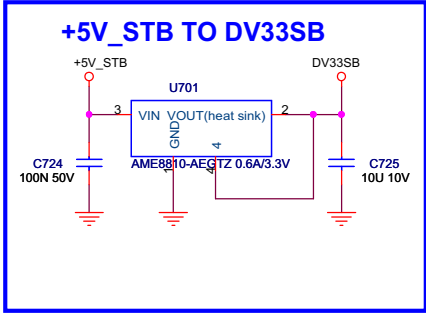 +5V_STB TO DV33SB
+5V_STB
DV33SB
U701
3
VIN VOUT(heat sink)
2
GND
4
C724
100N 50V
AME8810-AEGTZ 0.6A/3.3V
1
4
C725
10U 10V